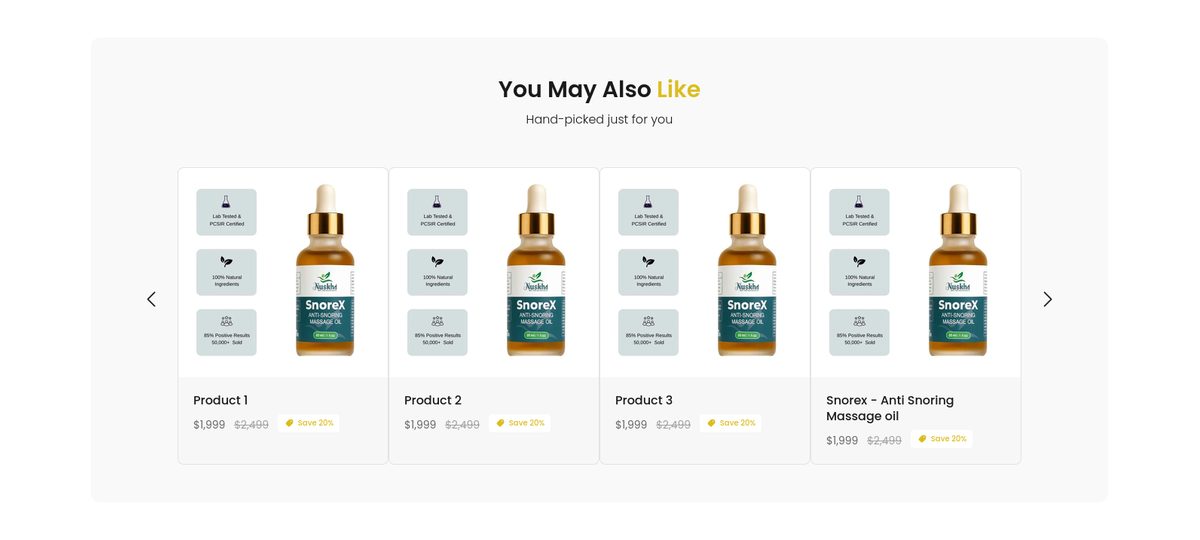 You May Also Like
Hand-picked just for you
Lab Tested &
PCSIR Certified
100% Natural
Ingredients
85% Positive Results
50,000+ Sold
Nuskha
SnoreX
ANTI-SNORING
MASSAGE OIL
Product 1
$1,999 $2,499 Save 20%
Lab Tested &
PCSIR Certified
100% Natural
Ingredients
85% Positive Results
50,000+ Sold
Nuskha
SnoreX
ANTI-SNORING
MASSAGE OIL
Product 2
$1,999 $2,499 Save 20%
Lab Tested &
PCSIR Certified
100% Natural
Ingredients
85% Positive Results
50,000+ Sold
Nuskha
SnoreX
ANTI-SNORING
MASSAGE OIL
Product 3
$1,999 $2,499 Save 20%
Lab Tested &
PCSIR Certified
100% Natural
Ingredients
85% Positive Results
50,000+ Sold
Nuskha
SnoreX
ANTI-SNORING
MASSAGE OIL
Snorex - Anti Snoring
Massage oil
$1,999 $2,499 Save 20%